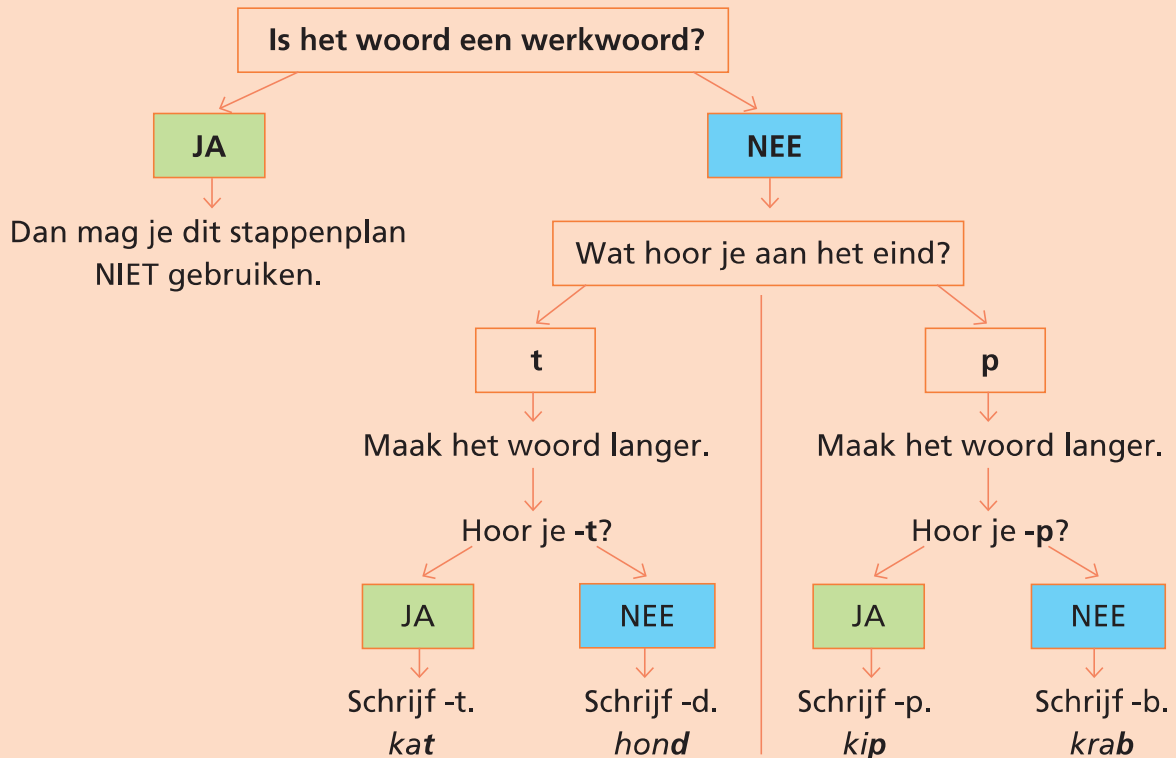 Is het woord een werkwoord?
JA
NEE
Dan mag je dit stappenplan
NIET gebruiken.
Wat hoor je aan het eind?
t
p
Maak het woord langer.
Maak het woord langer.
Hoor je -t?
Hoor je -p?
JA
NEE
JA
NEE
Schrijf -t.
kat
Schrijf -d.
hond
Schrijf -p.
kip
Schrijf -b.
krab